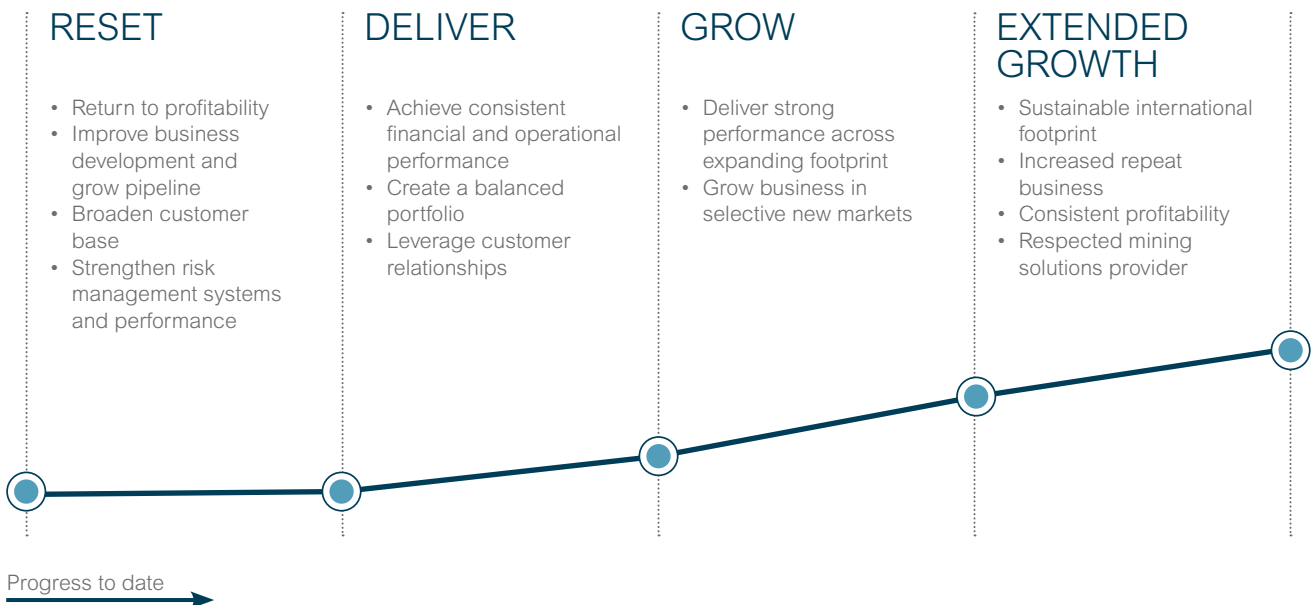 RESET
• Return to profitability
• Improve business
development and
grow pipeline
• Broaden customer
base
• Strengthen risk
management systems
and performance
DELIVER
• Achieve consistent
financial and operational
performance
• Create a balanced
portfolio
• Leverage customer
relationships
GROW
• Deliver strong
performance across
expanding footprint
• Grow business in
selective new markets
EXTENDED
GROWTH
• Sustainable international
footprint
• Increased repeat
business
• Consistent profitability
• Respected mining
solutions provider
Progress to date